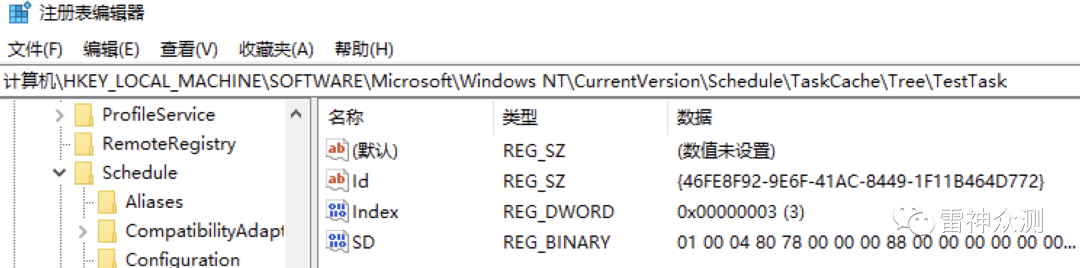 注册表编辑器
文件(F) 编辑(E) 查看(V) 收藏夹(A) 帮助(H)
计算机\HKEY_LOCAL_MACHINE\SOFTWARE\Microsoft\Windows NT\CurrentVersion\Schedule\TaskCache\Tree\TestTask
ProfileService
RemoteRegistry
Schedule
Aliases
CompatibilityAdapt
Configuration
名称 类型 数据
ab (默认) REG_SZ (数值未设置)
ab Id REG_SZ {46FE8F92-9E6F-41AC-8449-1F11B464D772}
Index REG_DWORD 0x00000003 (3)
SD REG_BINARY 01 00 04 80 78 00 00 00 88 00 00 00 00 00 00...
雷神众测